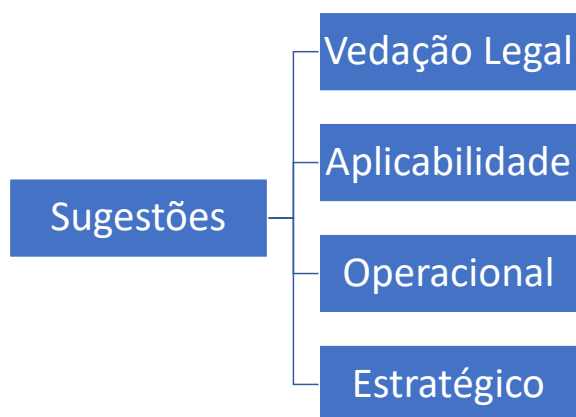 Vedação Legal
Aplicabilidade
Sugestões
Operacional
Estratégico